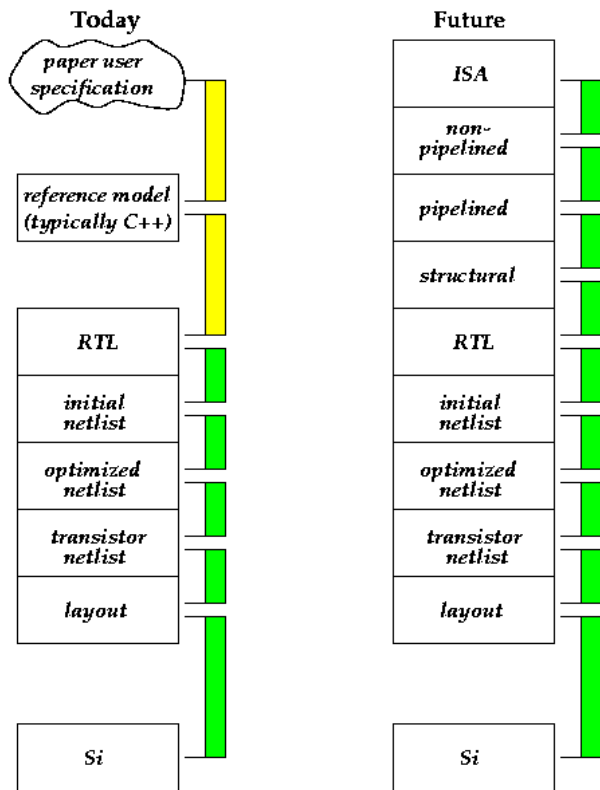 Today
paper user
specification
reference model
(typically C++)
RTL
initial
netlist
optimized
netlist
transistor
netlist
layout
Si
Future
ISA
non-
pipelined
pipelined
structural
RTL
initial
netlist
optimized
netlist
transistor
netlist
layout
Si